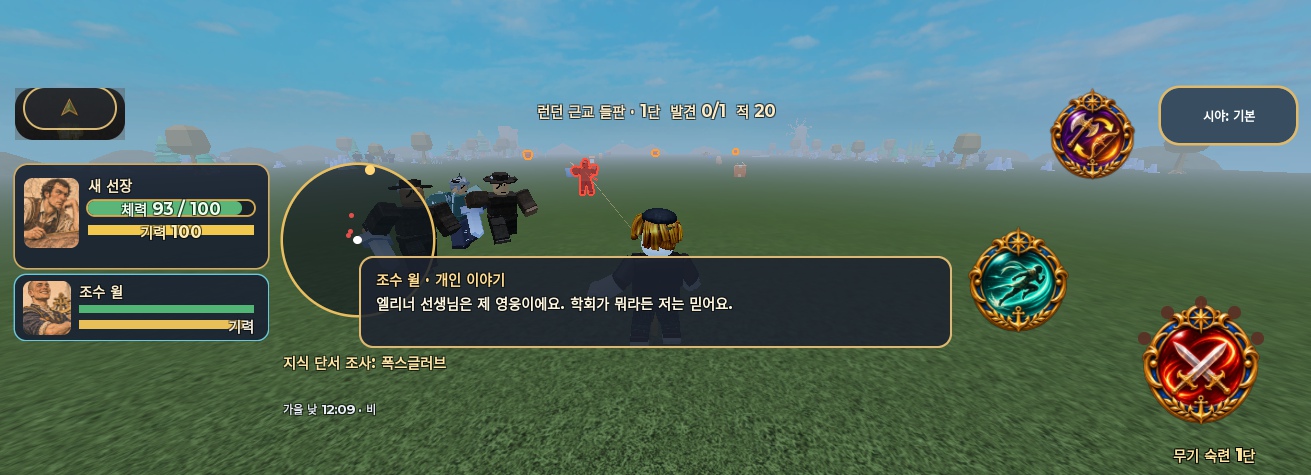 런던 근교 들판 · 1단 발견 0/1 적 20
시야: 기본
새 선장
체력 93 / 100
기력 100
조수 윌
기력
조수 윌 · 개인 이야기
엘리너 선생님은 제 영웅이에요. 학회가 뭐라든 저는 믿어요.
지식 단서 조사: 폭스글러브
가을 낮 12:09 · 비
무기 숙련 1단